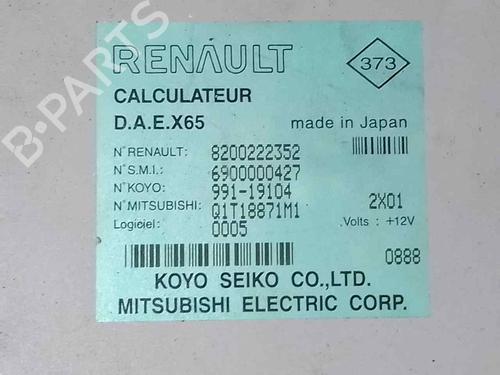 RENAULT
373
CALCULATEUR
D.A.E.X65 made in Japan
N° RENAULT: 8200222352
N° S.M.I.: 6900000427
N° KOYO: 991-19104
N° MITSUBISHI: Q1T18871M1 2X01
Logiciel: 0005 Volts: +12V
0888
KOYO SEIKO CO.,LTD.
MITSUBISHI ELECTRIC CORP.
B-PARTS